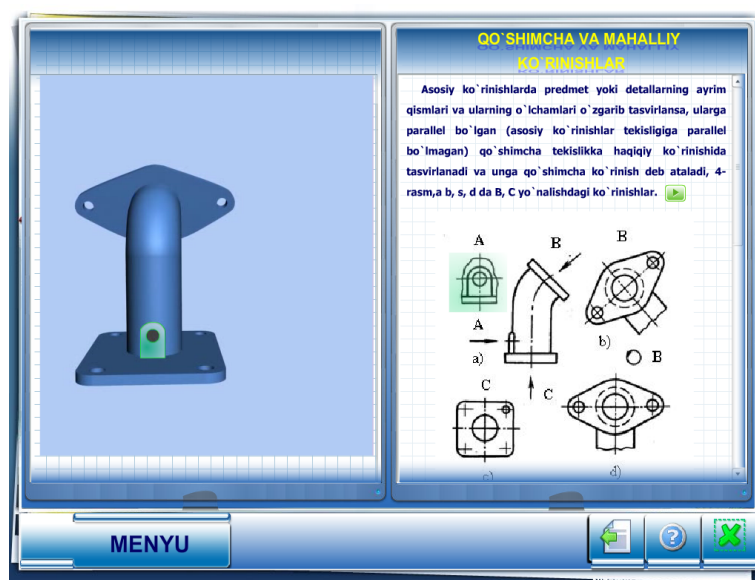 QO`SHIMCHA VA MAHALLIY
KO`RINISHLAR
Asosiy ko`rinishlarda predmet yoki detallarning ayrim
qismlari va ularning o`lchamlari o`zgarib tasvirlansa, ularga
parallel bo`lgan (asosiy ko`rinishlar tekisligiga parallel
bo`lmagan) qo`shimcha tekislikka haqiqiy ko`rinishida
tasvirlanadi va unga qo`shimcha ko`rinish deb ataladi, 4-
rasm,a b, s, d da B, C yo`nalishdagi ko`rinishlar.
A
B
B
A
a)
b)
B
C
C
c)
d)
MENYU